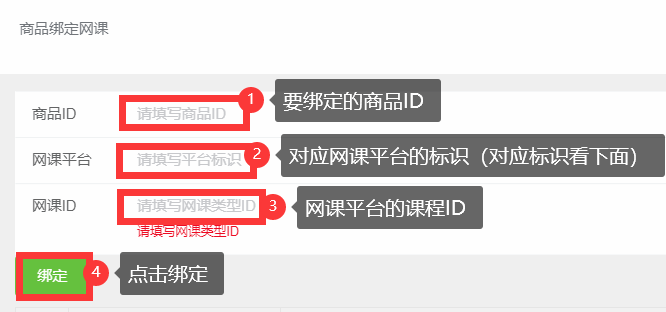 商品绑定网课
商品ID 请填写商品ID 1 要绑定的商品ID
网课平台 请填写平台标识 2 对应网课平台的标识（对应标识看下面）
网课ID 请填写网课类型ID 3 网课平台的课程ID
请填写网课类型ID
绑定 4 点击绑定